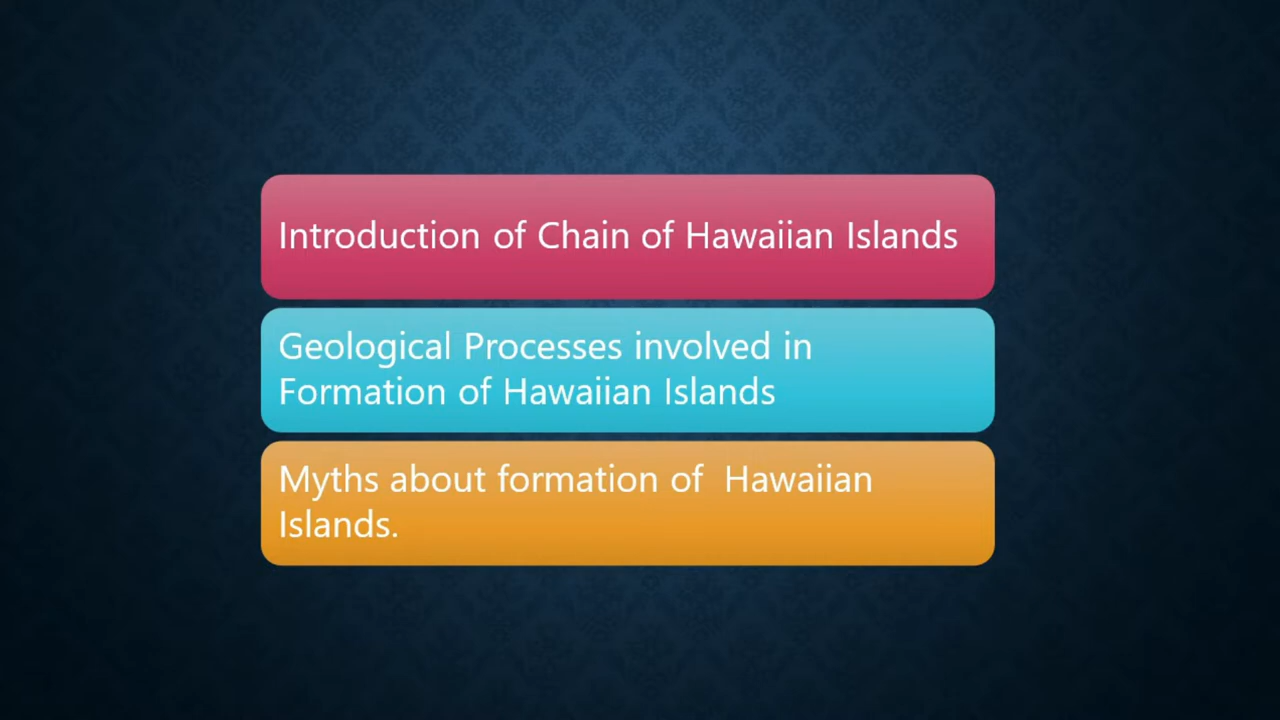 Introduction of Chain of Hawaiian Islands
Geological Processes involved in
Formation of Hawaiian Islands
Myths about formation of  Hawaiian
Islands.